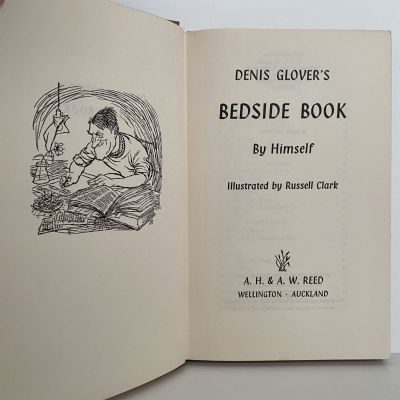 DENIS GLOVER'S
BEDSIDE BOOK
By Himself
Illustrated by Russell Clark
A. H. & A. W. REED
WELLINGTON · AUCKLAND